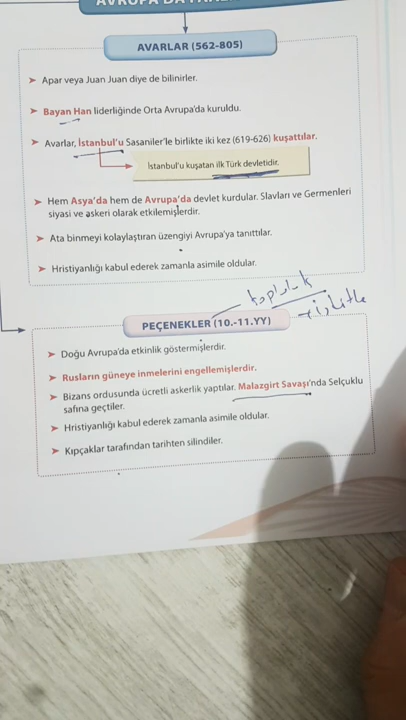 AVRUPA DA
AVARLAR (562-805)
➤ Apar veya Juan Juan diye de bilinirler.
➤ Bayan Han liderliğinde Orta Avrupa'da kuruldu.
➤ Avarlar, İstanbul'u Sasaniler'le birlikte iki kez (619-626) kuşattılar.
İstanbul'u kuşatan ilk Türk devletidir.
➤ Hem Asya'da hem de Avrupa'da devlet kurdular. Slavları ve Germenleri
siyasi ve askeri olarak etkilemişlerdir.
➤ Ata binmeyi kolaylaştıran üzengiyi Avrupa'ya tanıttılar.
➤ Hristiyanlığı kabul ederek zamanla asimile oldular.
PEÇENEKLER (10.-11.YY)
➤ Doğu Avrupa'da etkinlik göstermişlerdir.
➤ Rusların güneye inmelerini engellemişlerdir.
➤ Bizans ordusunda ücretli askerlik yaptılar. Malazgirt Savaşı'nda Selçuklu
safına geçtiler.
➤ Hristiyanlığı kabul ederek zamanla asimile oldular.
➤ Kıpçaklar tarafından tarihten silindiler.